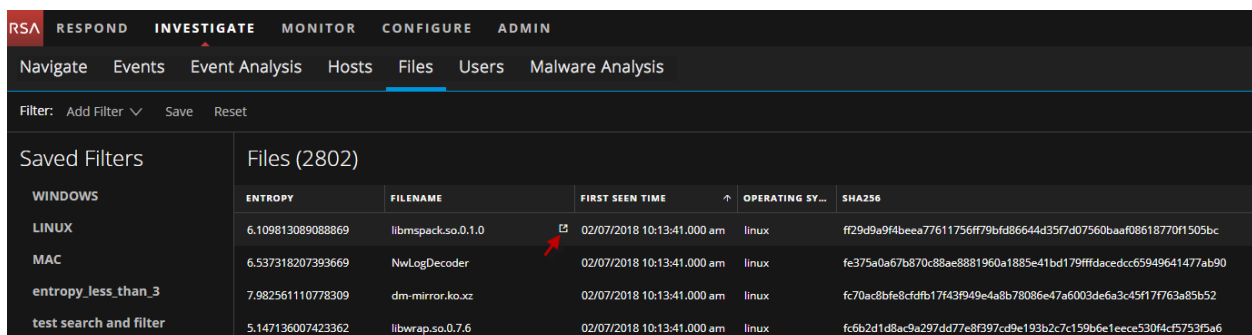 RSA RESPOND INVESTIGATE MONITOR CONFIGURE ADMIN
Navigate Events Event Analysis Hosts Files Users Malware Analysis
Filter: Add Filter Save Reset
Saved Filters
WINDOWS
LINUX
MAC
entropy_less_than_3
test search and filter
Files (2802)
ENTROPY FILENAME FIRST SEEN TIME OPERATING SY... SHA256
6.109813089088869 libmspack.so.0.1.0 02/07/2018 10:13:41.000 am linux ff29d9a9f4beea77611756ff79bfd86644d35f7d07560baaf08618770f1505bc
6.537318207393669 NwLogDecoder 02/07/2018 10:13:41.000 am linux fe375a0a67b870c88ae8881960a1885e41bd179fffdacedcc65949641477ab90
7.982561110778309 dm-mirror.ko.xz 02/07/2018 10:13:41.000 am linux fc70ac8bfe8cfdfb17f43f949e4a8b78086e47a6003de6a3c45f17f763a85b52
5.147136007423362 libwrap.so.0.7.6 02/07/2018 10:13:41.000 am linux fc6b2d1d8ac9a297dd77e8f397cd9e193b2c7c159b6e1eece530f4cf5753f5a6